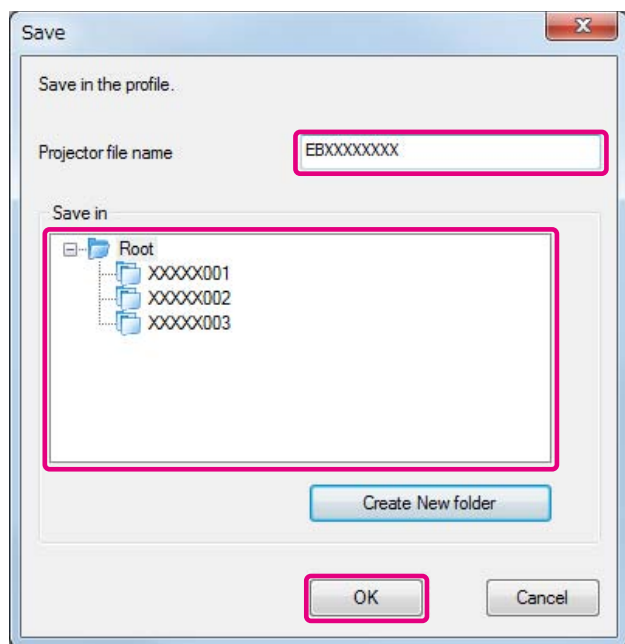 Save
Save in the profile.
Projector file name EBXXXXXXXX
Save in
Root
XXXXX001
XXXXX002
XXXXX003
Create New folder
OK Cancel